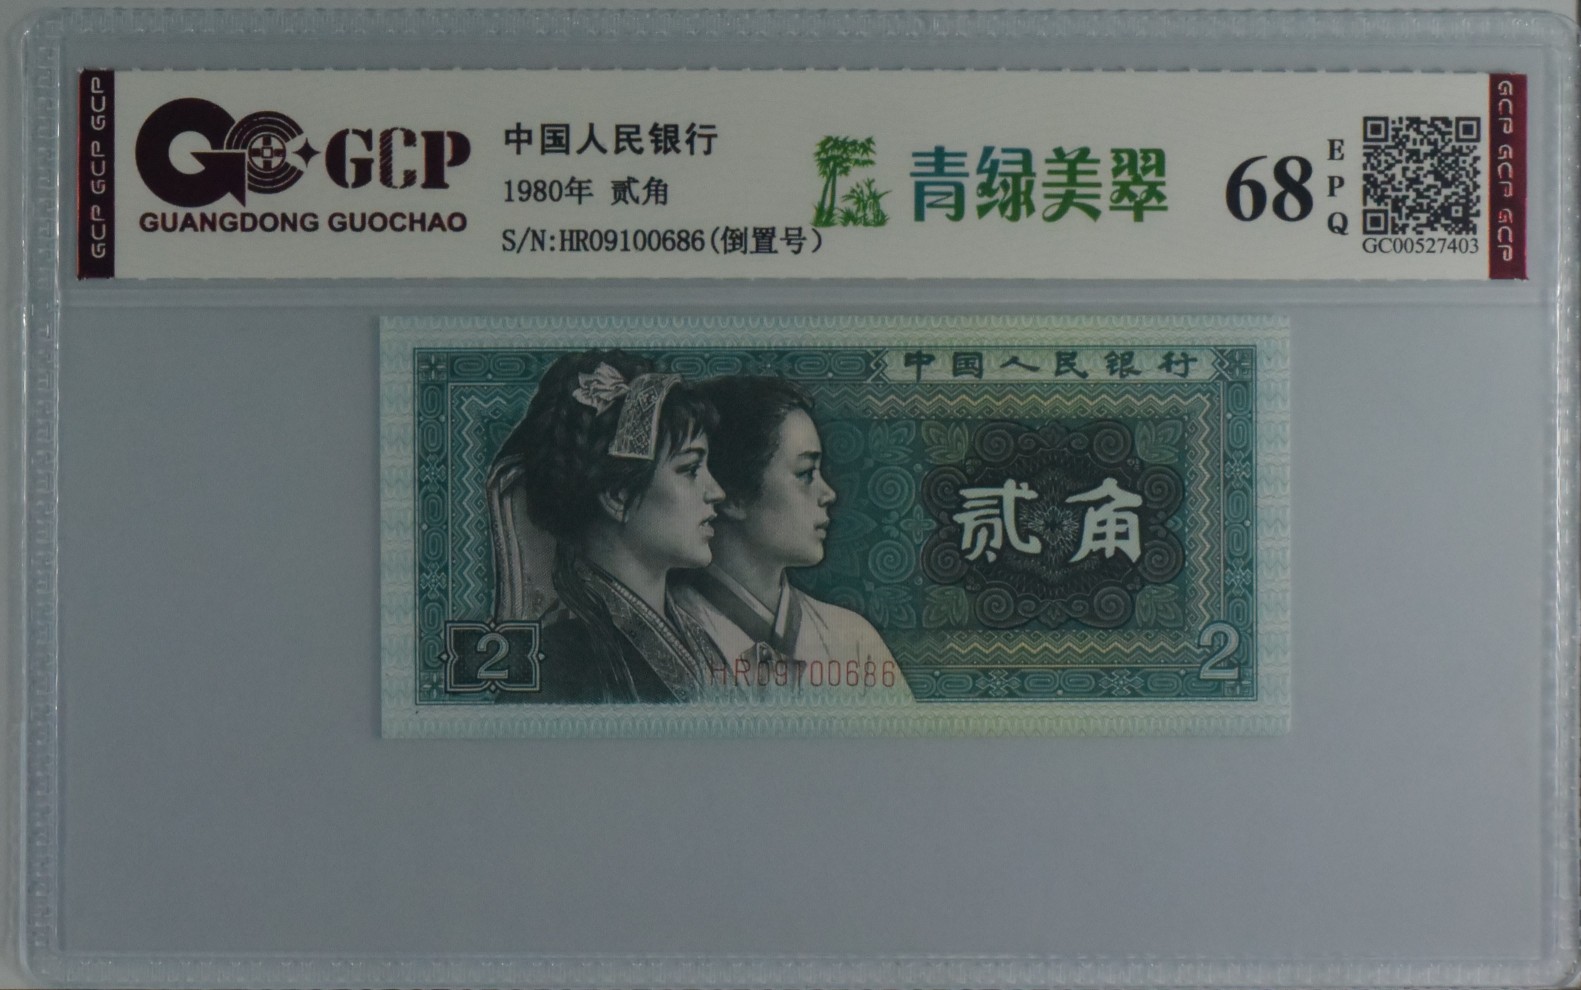 GCP GCP GCP
GCP
GUANGDONG GUOCHAO
中国人民银行
1980年 贰角
S/N:HR09100686(倒置号)
青绿美翠
68
EPQ
GC00527403
GCP GCP GCP
中国人民银行
贰角
2
HR09100686
2